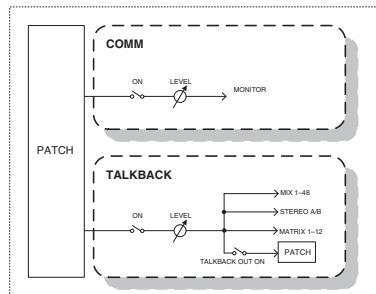 COMM
ON LEVEL
MONITOR
PATCH
TALKBACK
MIX 1–48
ON LEVEL
STEREO A/B
MATRIX 1–12
TALKBACK OUT ON
PATCH